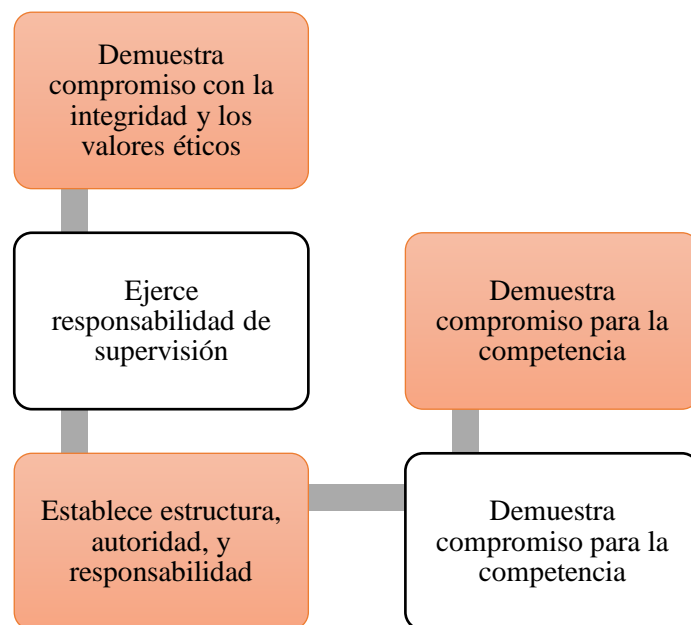 Demuestra
compromiso con la
integridad y los
valores éticos
Ejerce
responsabilidad de
supervisión
Establece estructura,
autoridad, y
responsabilidad
Demuestra
compromiso para la
competencia
Demuestra
compromiso para la
competencia